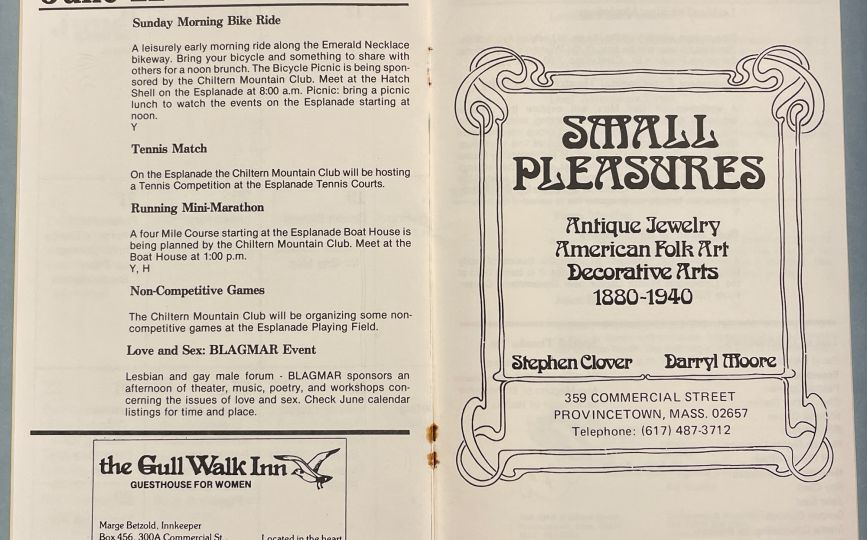 Sunday Morning Bike Ride
A leisurely early morning ride along the Emerald Necklace
bikeway. Bring your bicycle and something to share with
others for a noon brunch. The Bicycle Picnic is being spon-
sored by the Chiltern Mountain Club. Meet at the Hatch
Shell on the Esplanade at 8:00 a.m. Picnic: bring a picnic
lunch to watch the events on the Esplanade starting at
noon.
Y
Tennis Match
On the Esplanade the Chiltern Mountain Club will be hosting
a Tennis Competition at the Esplanade Tennis Courts.
Running Mini-Marathon
A four Mile Course starting at the Esplanade Boat House is
being planned by the Chiltern Mountain Club. Meet at the
Boat House at 1:00 p.m.
Y, H
Non-Competitive Games
The Chiltern Mountain Club will be organizing some non-
competitive games at the Esplanade Playing Field.
Love and Sex: BLAGMAR Event
Lesbian and gay male forum - BLAGMAR sponsors an
afternoon of theater, music, poetry, and workshops con-
cerning the issues of love and sex. Check June calendar
listings for time and place.
the Gull Walk Inn
GUESTHOUSE FOR WOMEN
Marge Betzold, Innkeeper
Box 456, 300A Commercial St.
Located in the heart
SMALL
PLEASURES
Antique Jewelry
American Folk Art
Decorative Arts
1880-1940
Stephen Clover Darryl Moore
359 COMMERCIAL STREET
PROVINCETOWN, MASS. 02657
Telephone: (617) 487-3712